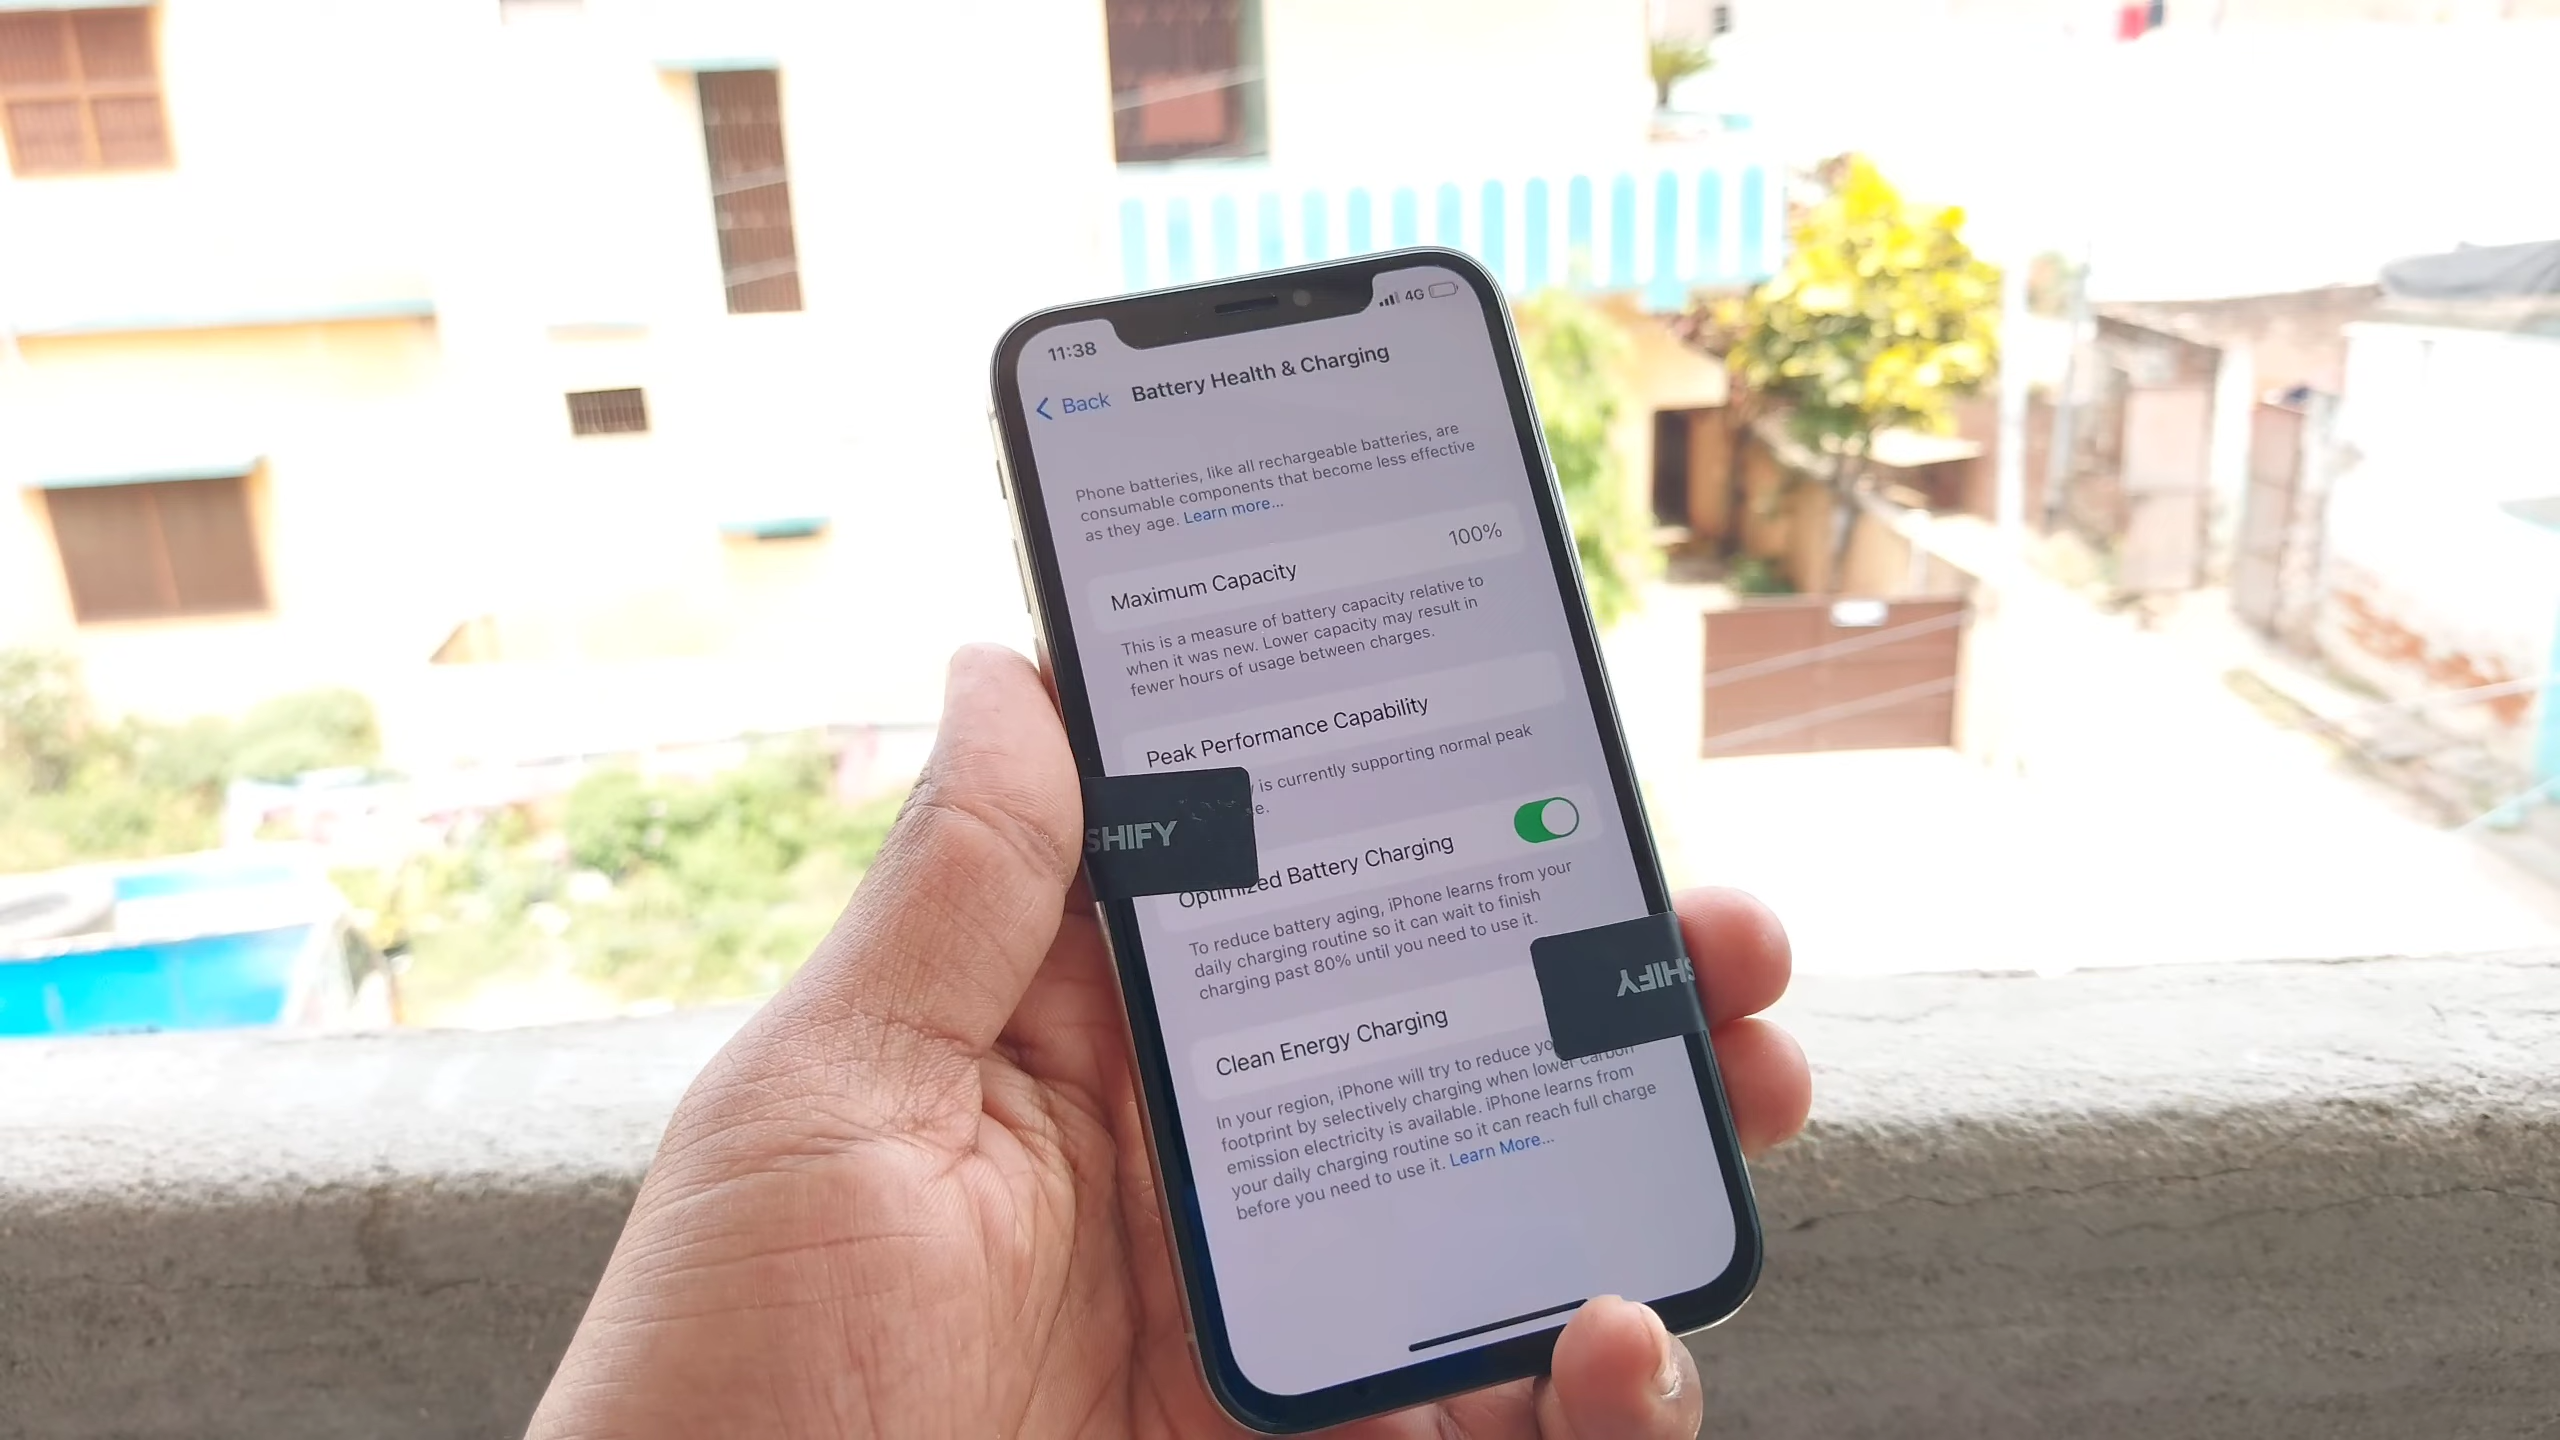 11:38
4G
Back
Battery Health & Charging
Phone batteries, like all rechargeable batteries, are
consumable components that become less effective
as they age. Learn more...
Maximum Capacity
100%
This is a measure of battery capacity relative to
when it was new. Lower capacity may result in
fewer hours of usage between charges.
Peak Performance Capability
is currently supporting normal peak
SHIFY
Optimized Battery Charging
To reduce battery aging, iPhone learns from your
daily charging routine so it can wait to finish
charging past 80% until you need to use it.
SHIFY
Clean Energy Charging
In your region, iPhone will try to reduce
footprint by selectively charging when lower carbon
emission electricity is available. iPhone learns from
your daily charging routine so it can reach full charge
before you need to use it. Learn More...